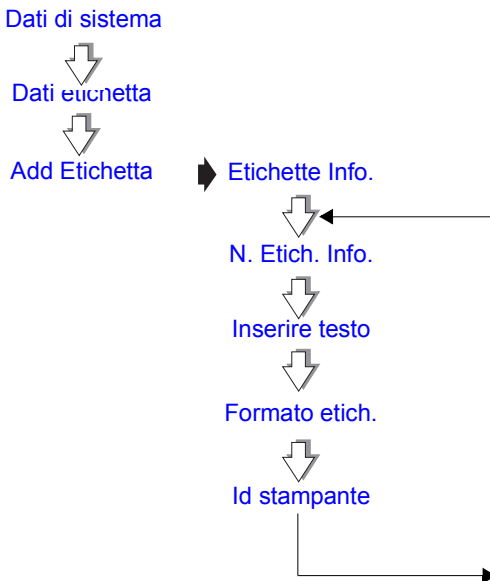 Dati di sistema
Dati etichetta
Add Etichetta
Etichette Info.
N. Etich. Info.
Inserire testo
Formato etich.
Id stampante